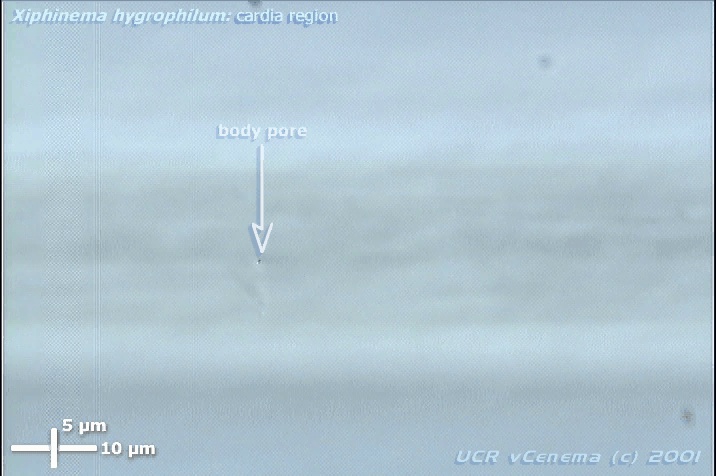 Xiphinema hygrophilum: cardia region
body pore
5 µm
10 µm
UCR vCenema (c) 2001